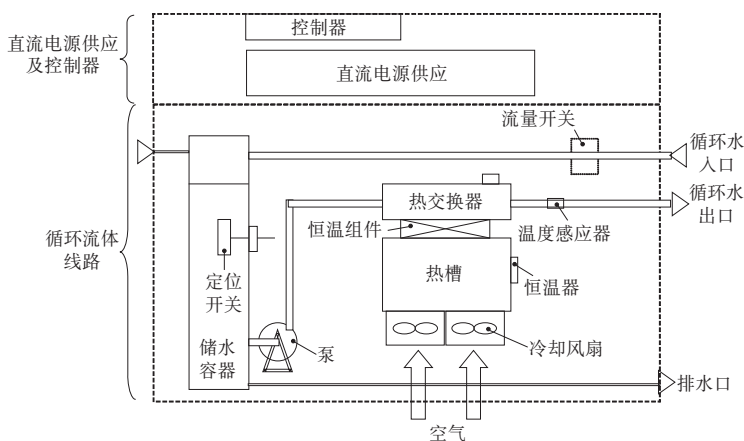 控制器
直流电源供应
及控制器
直流电源供应
流量开关
循环水
入口
热交换器
循环水
出口
恒温组件
温度感应器
循环流体
线路
定位
开关
热槽
恒温器
储水
容器
泵
冷却风扇
排水口
空气